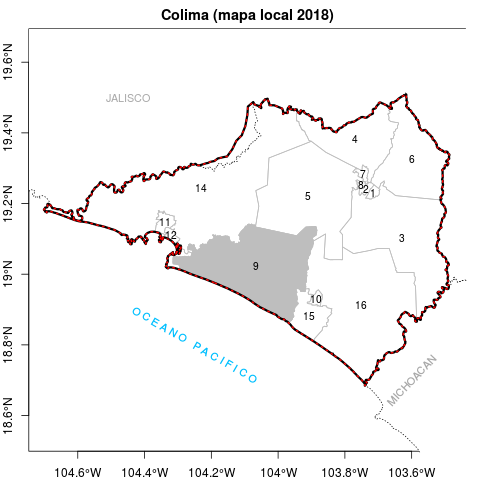 Colima (mapa local 2018)
JALISCO
4
6
7
8
2
1
14
5
11
12
3
9
10
15
16
OCEANO PACIFICO
MICHOACAN
19.6°N
19.4°N
19.2°N
19°N
18.8°N
18.6°N
104.6°W
104.4°W
104.2°W
104°W
103.8°W
103.6°W